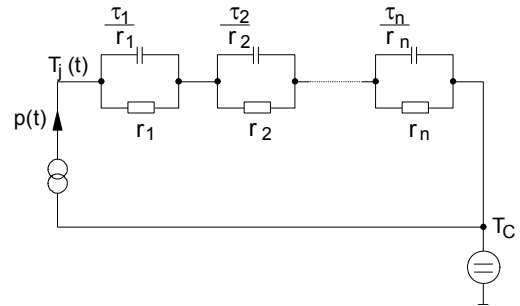 τ1 τ2 τn
r1 r2 rn
Tj (t)
p(t)
r1 r2 rn
TC